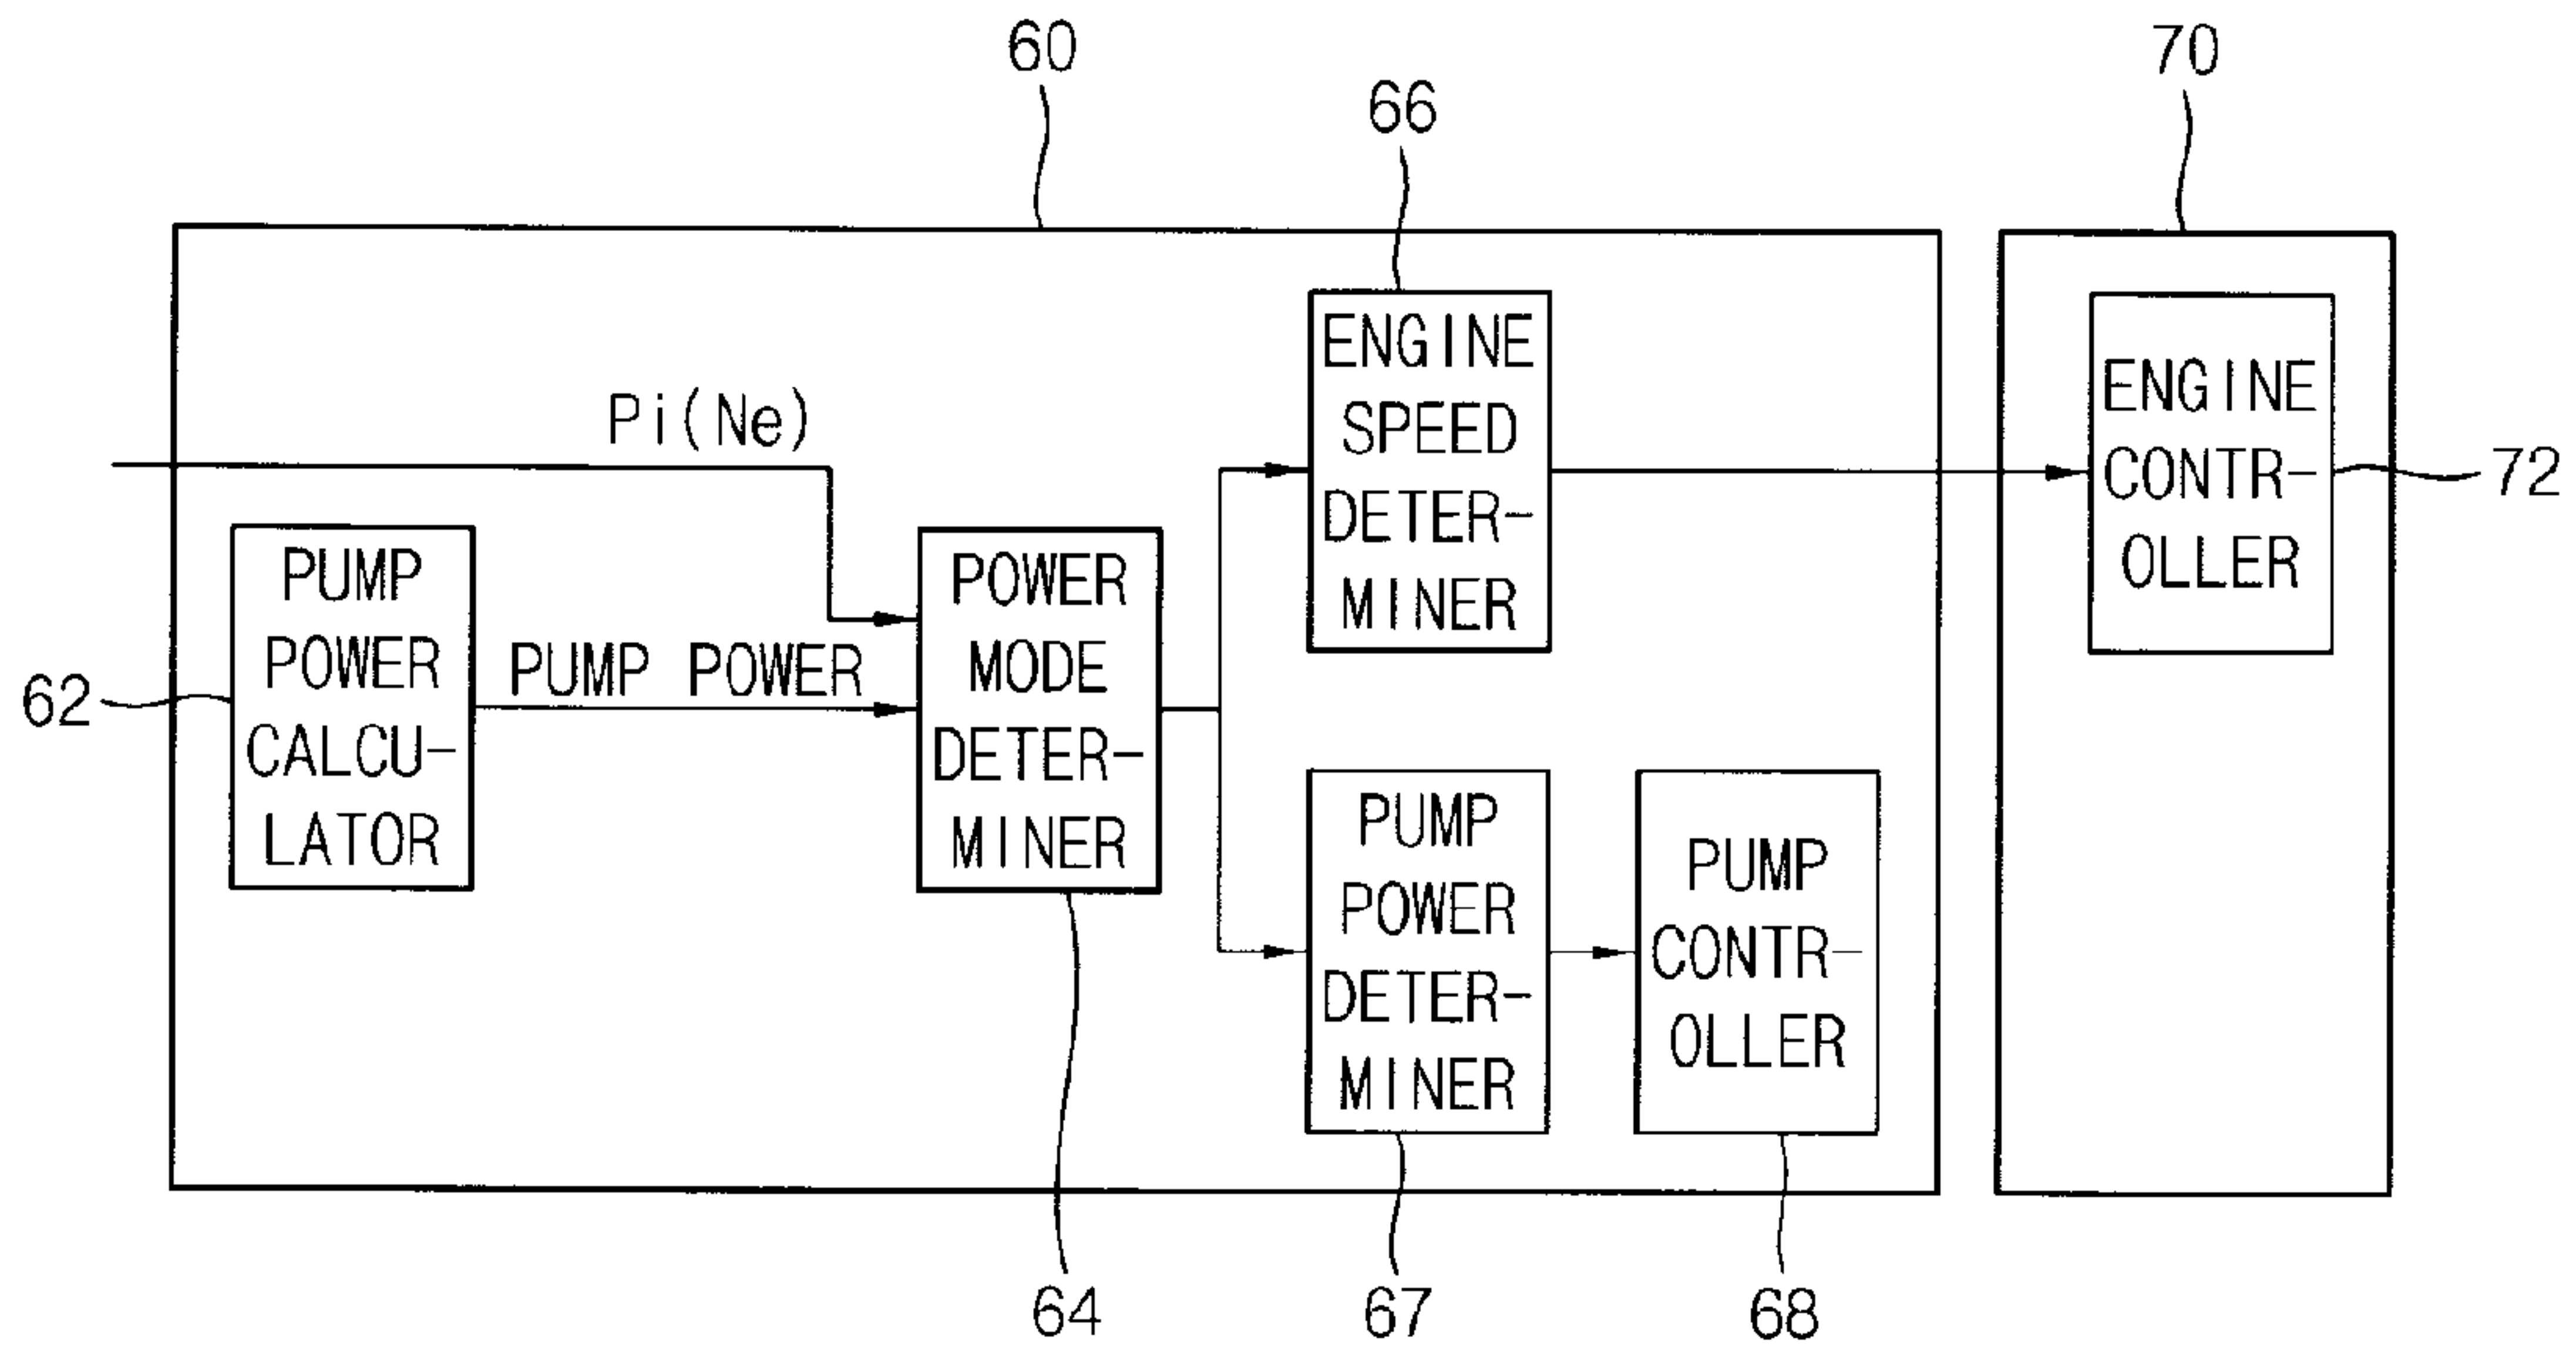 60
70
66
ENGINE
SPEED
DETER-
MINER
ENGINE
CONTR-
OLLER
72
Pi(Ne)
PUMP
POWER
CALCU-
LATOR
62
PUMP POWER
POWER
MODE
DETER-
MINER
PUMP
POWER
DETER-
MINER
PUMP
CONTR-
OLLER
64
67
68